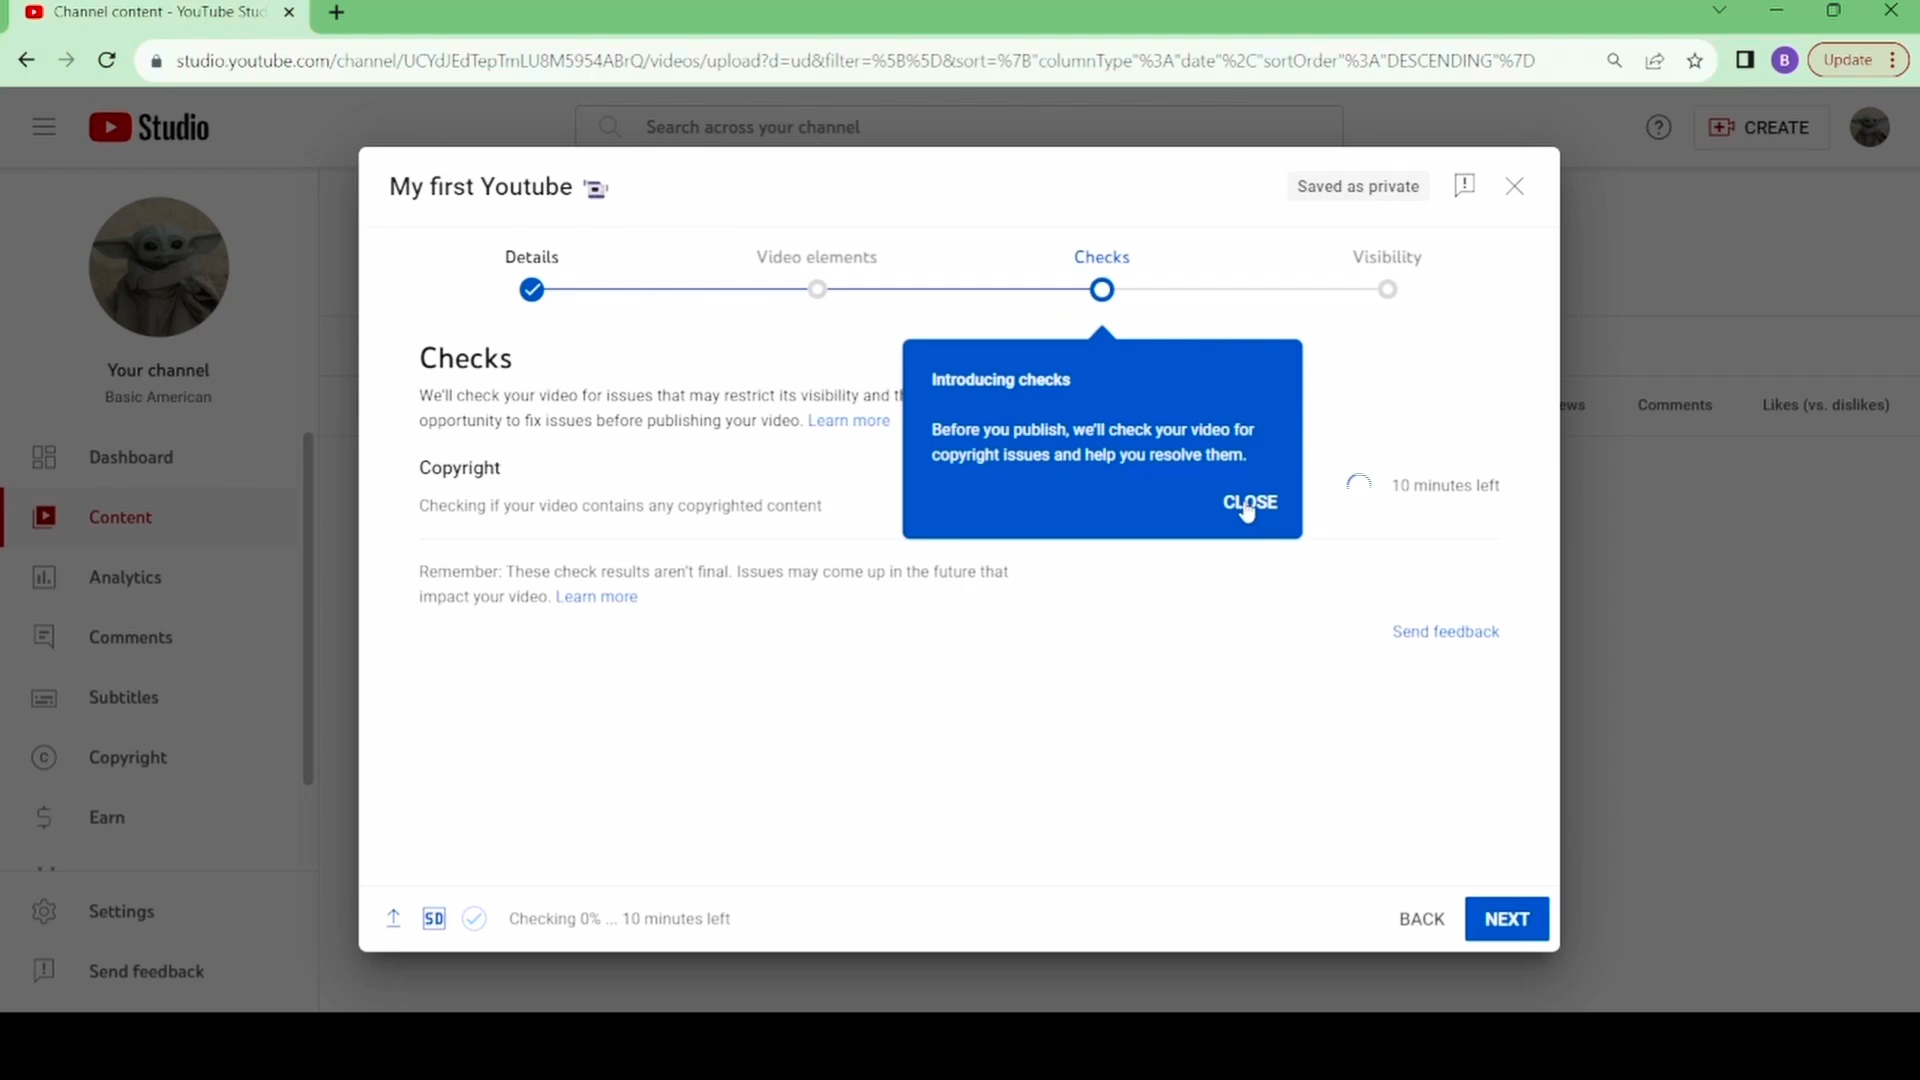 Channel content - YouTube Stud
studio.youtube.com/channel/UCYdJEdTepTmLU8M5954ABrQ/videos/upload?d=ud&filter=%5B%5D&sort=%7B"columnType"%3A"date"%2C"sortOrder"%3A"DESCENDING"%7D
B
Update
Studio
Search across your channel
CREATE
My first Youtube
Saved as private
Details
Video elements
Checks
Visibility
Your channel
Basic American
Dashboard
Content
Analytics
Comments
Subtitles
Copyright
Earn
Settings
Send feedback
Checks
We'll check your video for issues that may restrict its visibility and th
opportunity to fix issues before publishing your video. Learn more
Copyright
Checking if your video contains any copyrighted content
10 minutes left
Introducing checks
Before you publish, we'll check your video for
copyright issues and help you resolve them.
CLOSE
Remember: These check results aren't final. Issues may come up in the future that
impact your video. Learn more
Send feedback
ews
Comments
Likes (vs. dislikes)
SD
Checking 0% ... 10 minutes left
BACK
NEXT